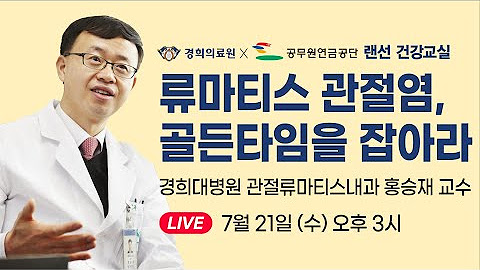 경희의료원 X 공무원연금공단 랜선 건강교실
류마티스 관절염,
골든타임을 잡아라
경희대병원 관절류마티스내과 홍승재 교수
LIVE 7월 21일 (수) 오후 3시